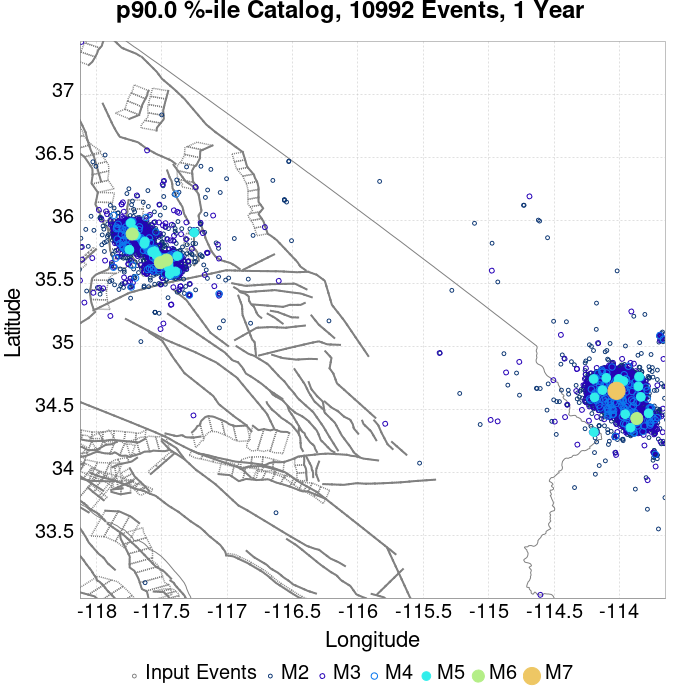 p90.0 %-ile Catalog, 10992 Events, 1 Year
37
36.5
36
35.5
35
34.5
34
33.5
Latitude
-118 -117.5 -117 -116.5 -116 -115.5 -115 -114.5 -114
Longitude
Input Events M2 M3 M4 M5 M6 M7